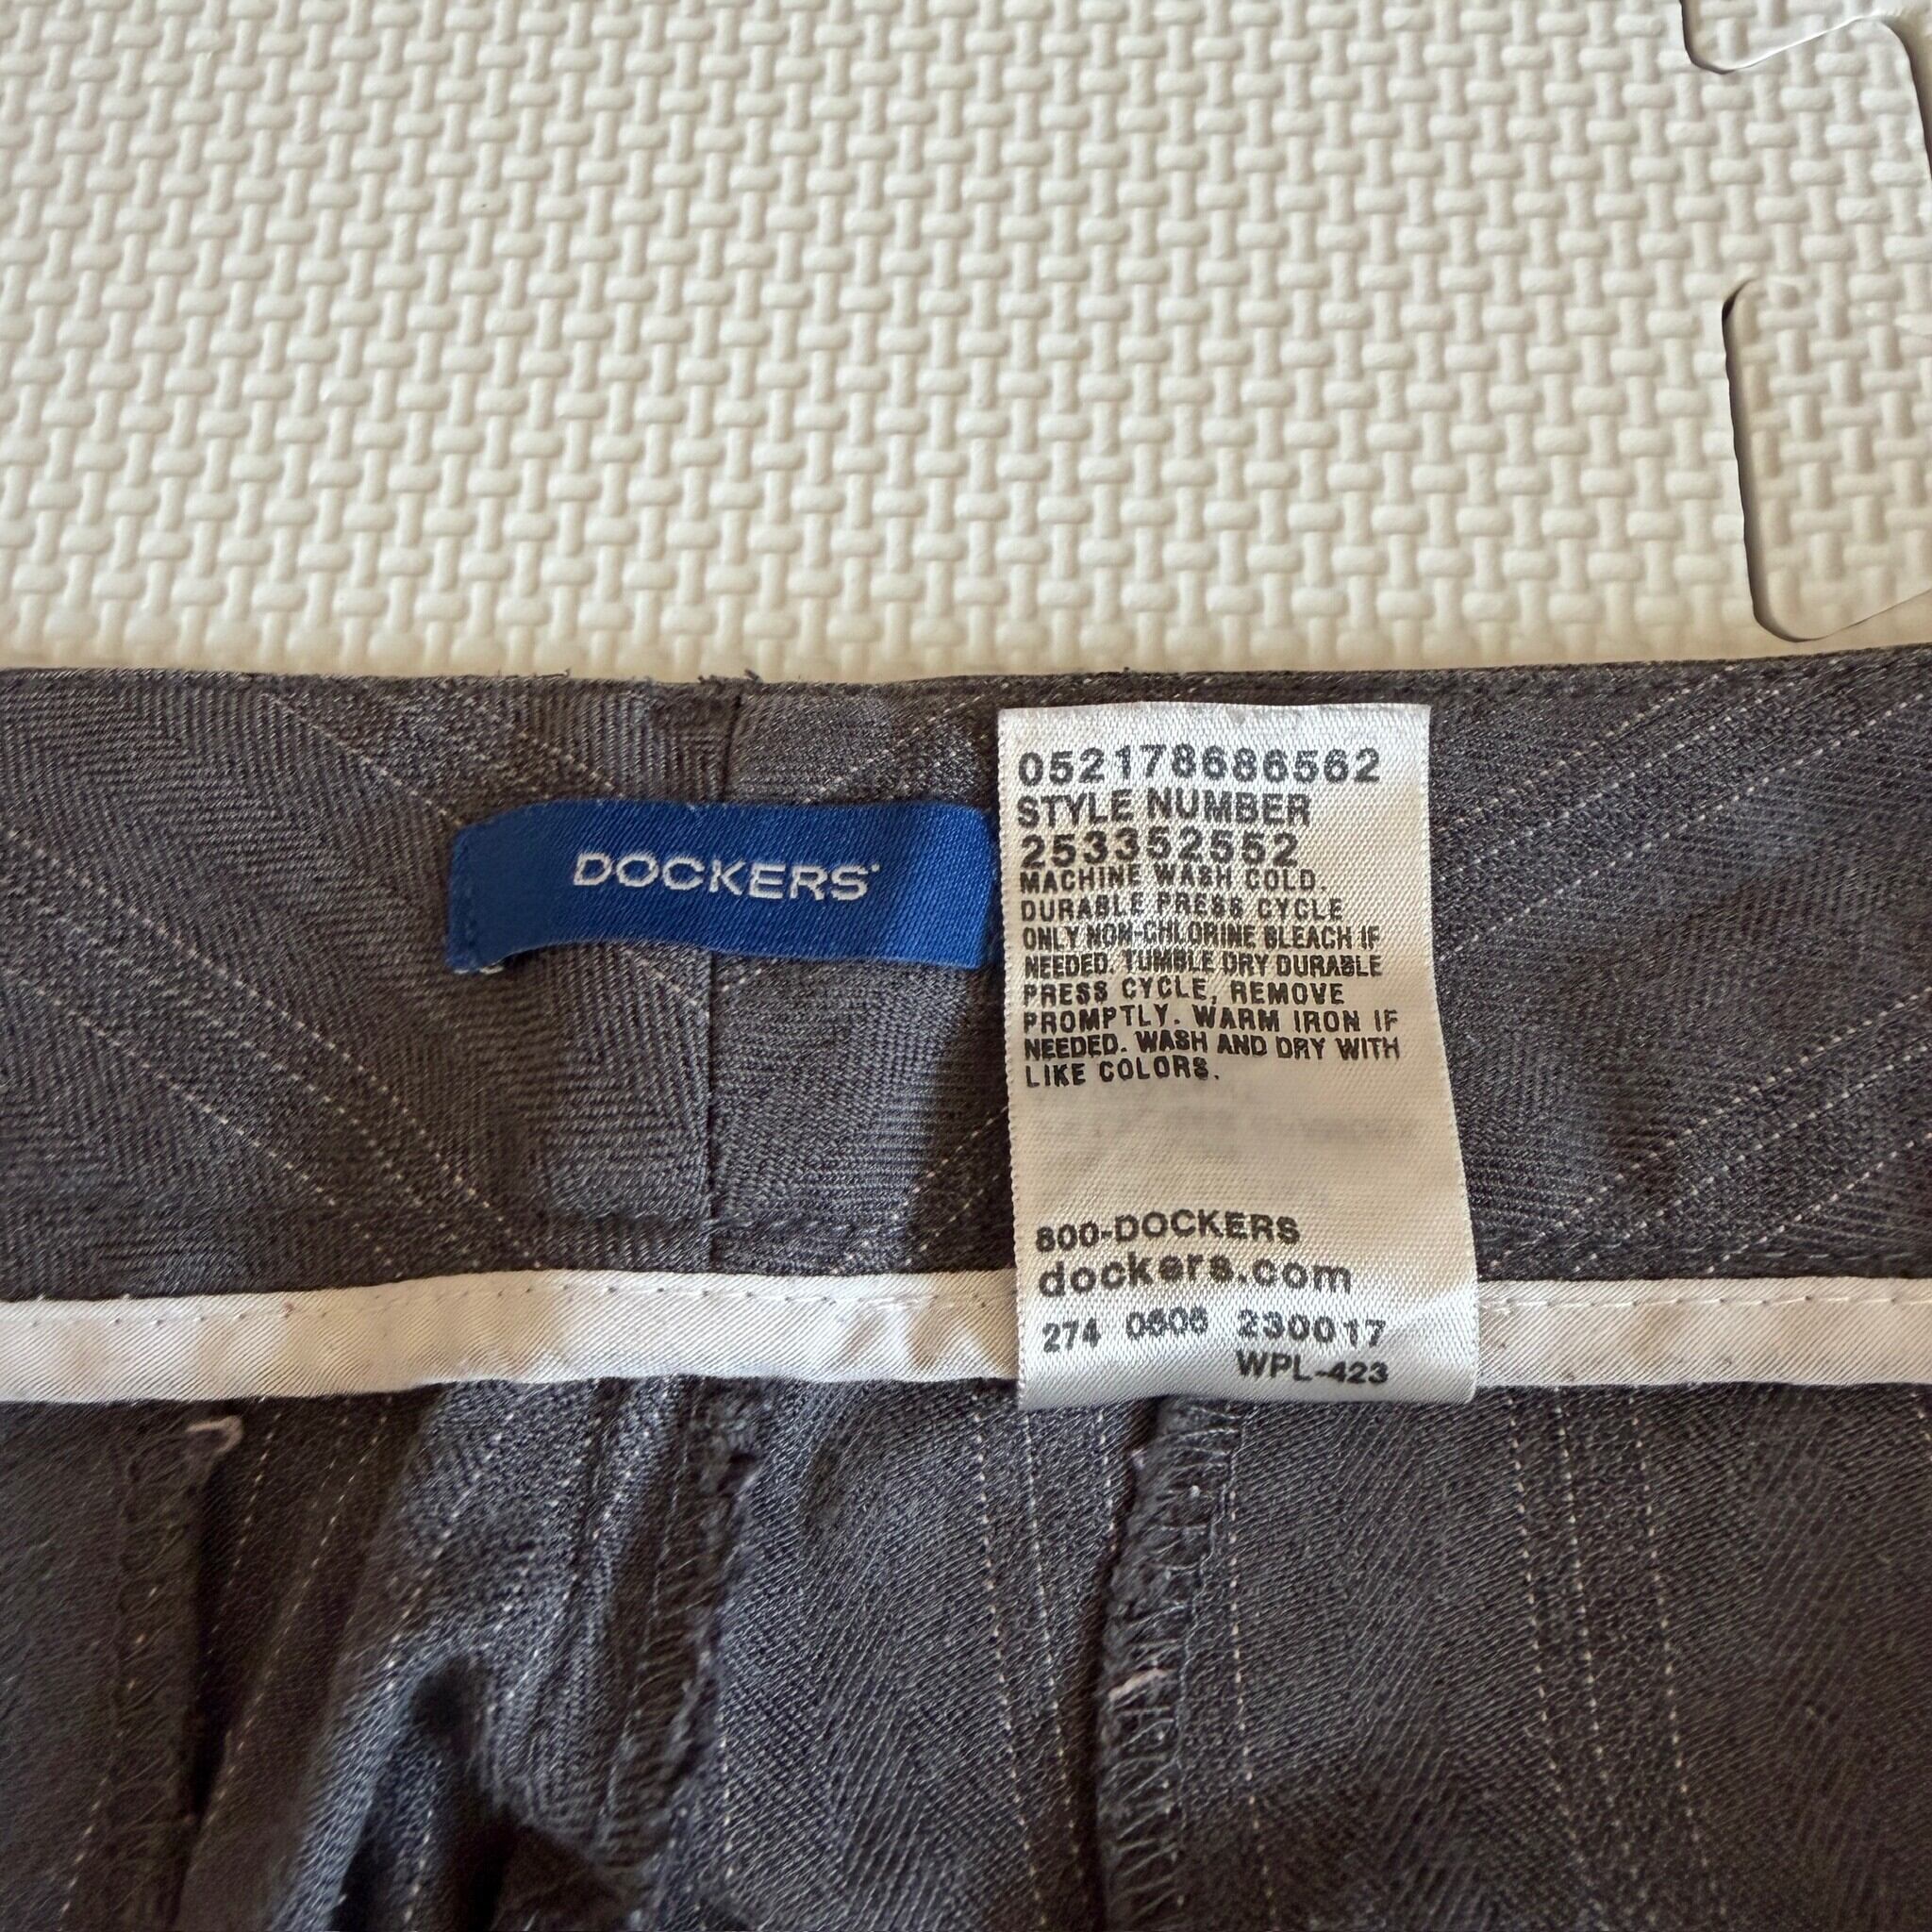 DOCKERS
052178686562
STYLE NUMBER
253352552
MACHINE WASH COLD.
DURABLE PRESS CYCLE
ONLY NON-CHLORINE BLEACH IF
NEEDED. TUMBLE DRY DURABLE
PRESS CYCLE, REMOVE
PROMPTLY. WARM IRON IF
NEEDED. WASH AND DRY WITH
LIKE COLORS.
800-DOCKERS
dockers.com
274 0606 230017
WPL-423